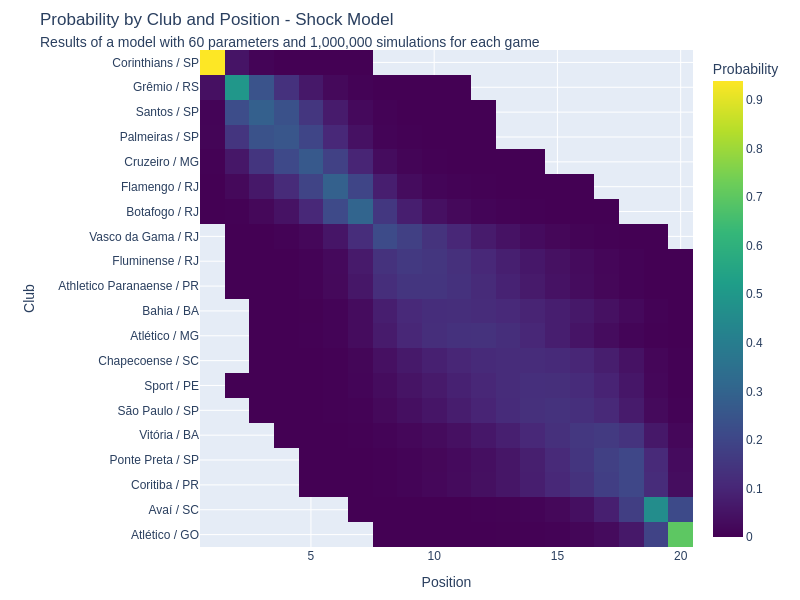 Probability by Club and Position - Shock Model
Results of a model with 60 parameters and 1,000,000 simulations for each game
Probability
Corinthians / SP
Grêmio / RS
Santos / SP
Palmeiras / SP
Cruzeiro / MG
Flamengo / RJ
Botafogo / RJ
Vasco da Gama / RJ
Fluminense / RJ
Athletico Paranaense / PR
Bahia / BA
Atlético / MG
Chapecoense / SC
Sport / PE
São Paulo / SP
Vitória / BA
Ponte Preta / SP
Coritiba / PR
Avaí / SC
Atlético / GO
Club
5
10
15
20
Position
0.9
0.8
0.7
0.6
0.5
0.4
0.3
0.2
0.1
0